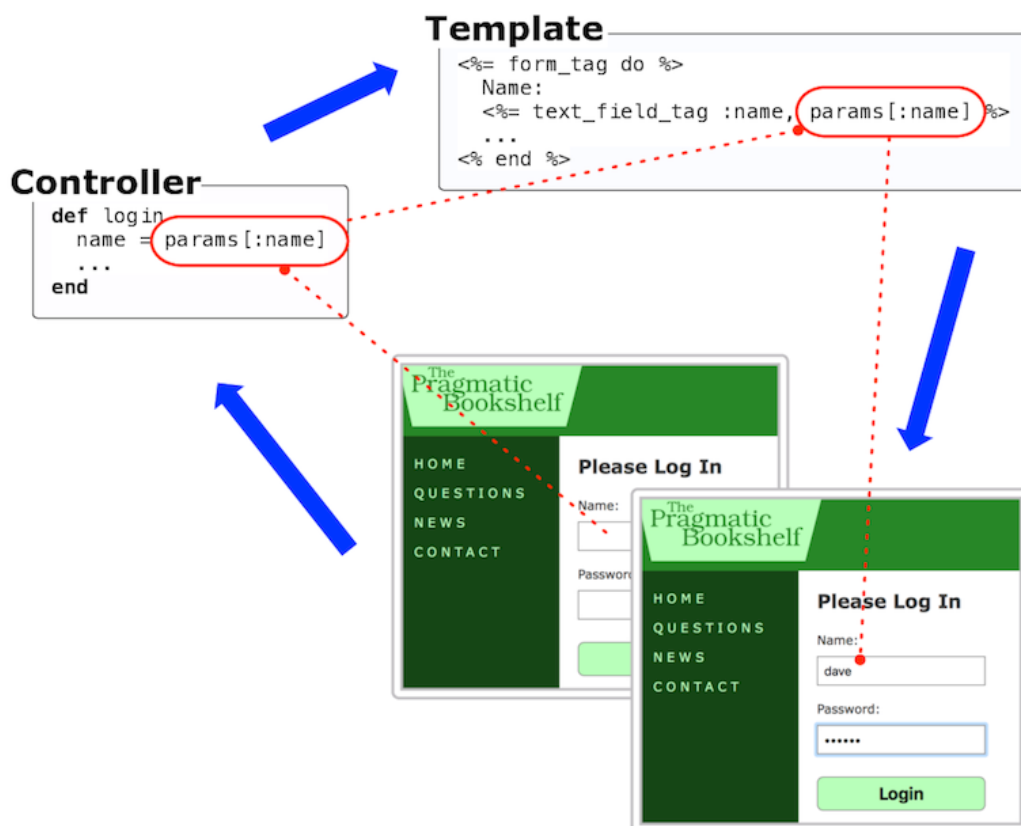 Template
<%= form_tag do %>
Name:
<%= text_field_tag :name, params[:name] %>
...
<% end %>
Controller
def login
name = params[:name]
...
end
The
Pragmatic
Bookshelf
HOME
QUESTIONS
NEWS
CONTACT
Please Log In
Name:
Password
The
Pragmatic
Bookshelf
HOME
QUESTIONS
NEWS
CONTACT
Please Log In
Name:
dave
Password:
••••••
Login